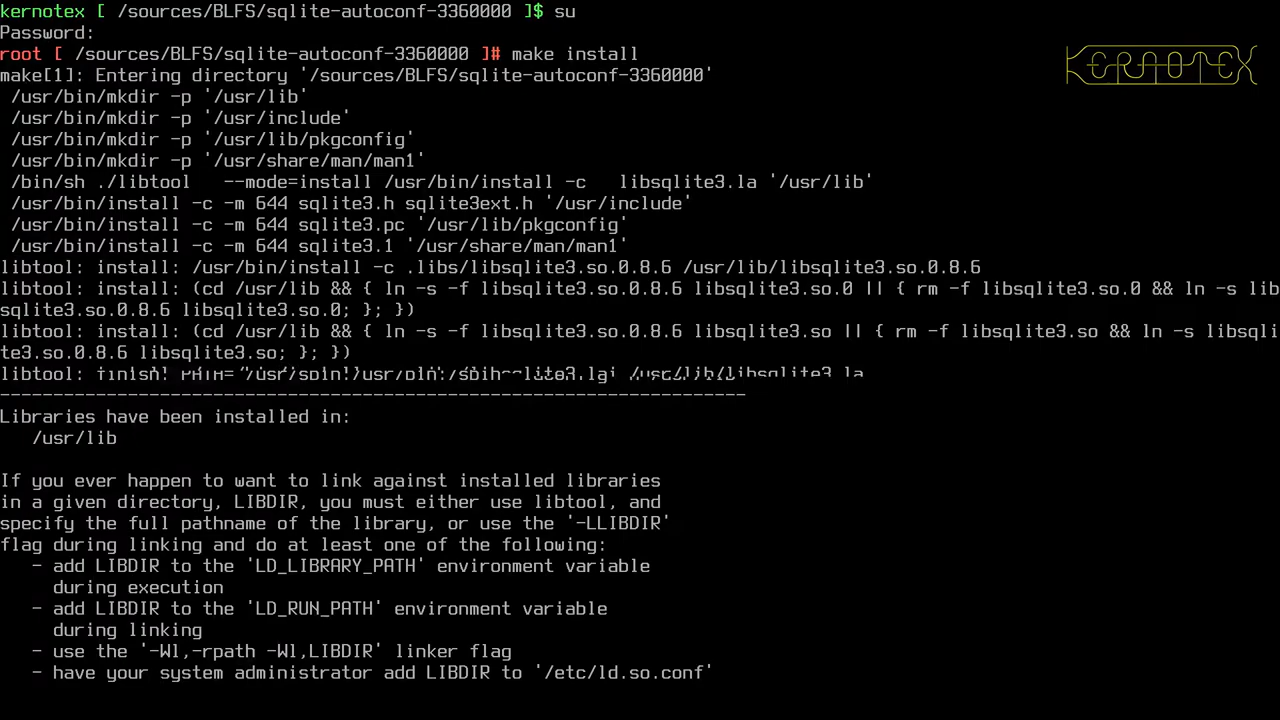 kernotex [ /sources/BLFS/sqlite-autoconf-3360000 ]$ su
Password:
root [ /sources/BLFS/sqlite-autoconf-3360000 ]# make install
KERNOTEX
make[1]: Entering directory '/sources/BLFS/sqlite-autoconf-3360000'
/usr/bin/mkdir -p '/usr/lib'
/usr/bin/mkdir -p '/usr/include'
/usr/bin/mkdir -p '/usr/lib/pkgconfig'
/usr/bin/mkdir -p '/usr/share/man/man1'
/bin/sh ./libtool   --mode=install /usr/bin/install -c   libsqlite3.la '/usr/lib'
/usr/bin/install -c -m 644 sqlite3.h sqlite3ext.h '/usr/include'
/usr/bin/install -c -m 644 sqlite3.pc '/usr/lib/pkgconfig'
/usr/bin/install -c -m 644 sqlite3.1 '/usr/share/man/man1'
libtool: install: /usr/bin/install -c .libs/libsqlite3.so.0.8.6 /usr/lib/libsqlite3.so.0.8.6
libtool: install: (cd /usr/lib && { ln -s -f libsqlite3.so.0.8.6 libsqlite3.so.0 || { rm -f libsqlite3.so.0 && ln -s lib
sqlite3.so.0.8.6 libsqlite3.so.0; }; })
libtool: install: (cd /usr/lib && { ln -s -f libsqlite3.so.0.8.6 libsqlite3.so || { rm -f libsqlite3.so && ln -s libsqli
te3.so.0.8.6 libsqlite3.so; }; })
libtool: /usr/lib/libsqlite3.la
----------------------------------------------------------------------
Libraries have been installed in:
   /usr/lib
If you ever happen to want to link against installed libraries
in a given directory, LIBDIR, you must either use libtool, and
specify the full pathname of the library, or use the '-LLIBDIR'
flag during linking and do at least one of the following:
   - add LIBDIR to the 'LD_LIBRARY_PATH' environment variable
     during execution
   - add LIBDIR to the 'LD_RUN_PATH' environment variable
     during linking
   - use the '-Wl,-rpath -Wl,LIBDIR' linker flag
   - have your system administrator add LIBDIR to '/etc/ld.so.conf'